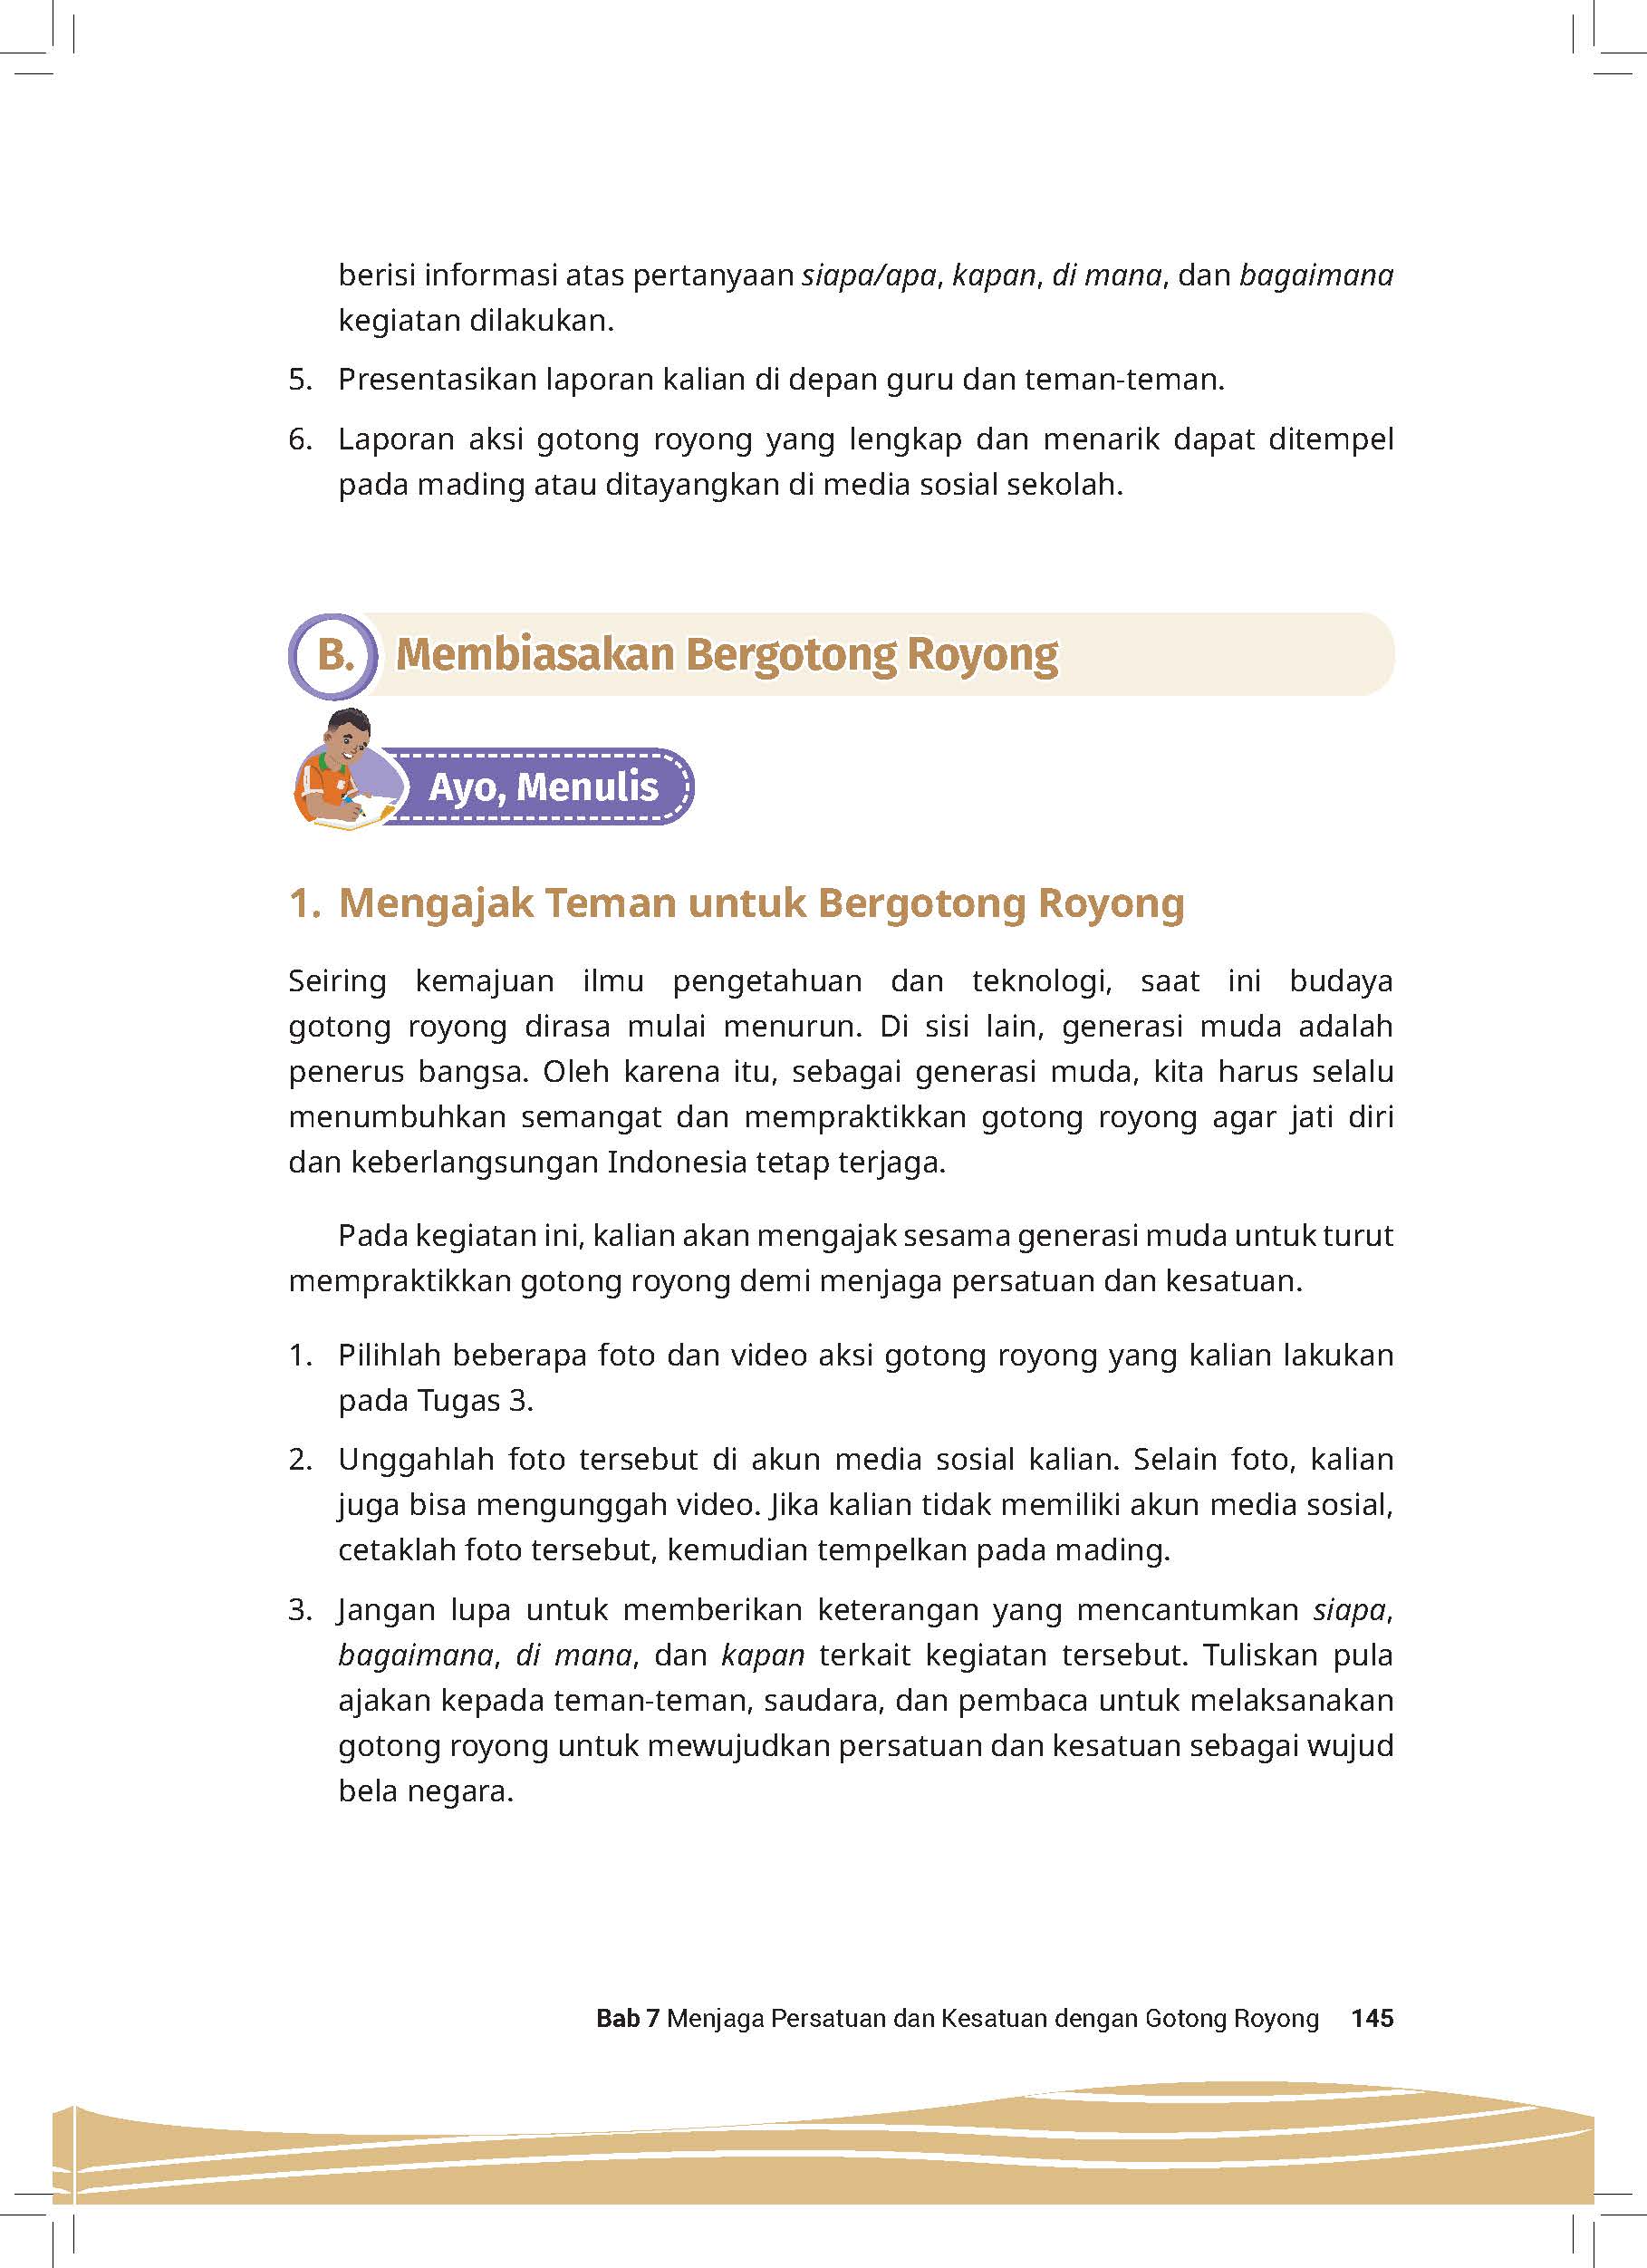 berisi informasi atas pertanyaan siapa/apa, kapan, di mana, dan bagaimana
kegiatan dilakukan.
5. Presentasikan laporan kalian di depan guru dan teman-teman.
6. Laporan aksi gotong royong yang lengkap dan menarik dapat ditempel
pada mading atau ditayangkan di media sosial sekolah.
B. Membiasakan Bergotong Royong
Ayo, Menulis
1. Mengajak Teman untuk Bergotong Royong
Seiring kemajuan ilmu pengetahuan dan teknologi, saat ini budaya
gotong royong dirasa mulai menurun. Di sisi lain, generasi muda adalah
penerus bangsa. Oleh karena itu, sebagai generasi muda, kita harus selalu
menumbuhkan semangat dan mempraktikkan gotong royong agar jati diri
dan keberlangsungan Indonesia tetap terjaga.
Pada kegiatan ini, kalian akan mengajak sesama generasi muda untuk turut
mempraktikkan gotong royong demi menjaga persatuan dan kesatuan.
1. Pilihlah beberapa foto dan video aksi gotong royong yang kalian lakukan
pada Tugas 3.
2. Unggahlah foto tersebut di akun media sosial kalian. Selain foto, kalian
juga bisa mengunggah video. Jika kalian tidak memiliki akun media sosial,
cetaklah foto tersebut, kemudian tempelkan pada mading.
3. Jangan lupa untuk memberikan keterangan yang mencantumkan siapa,
bagaimana, di mana, dan kapan terkait kegiatan tersebut. Tuliskan pula
ajakan kepada teman-teman, saudara, dan pembaca untuk melaksanakan
gotong royong untuk mewujudkan persatuan dan kesatuan sebagai wujud
bela negara.
Bab 7 Menjaga Persatuan dan Kesatuan dengan Gotong Royong 145